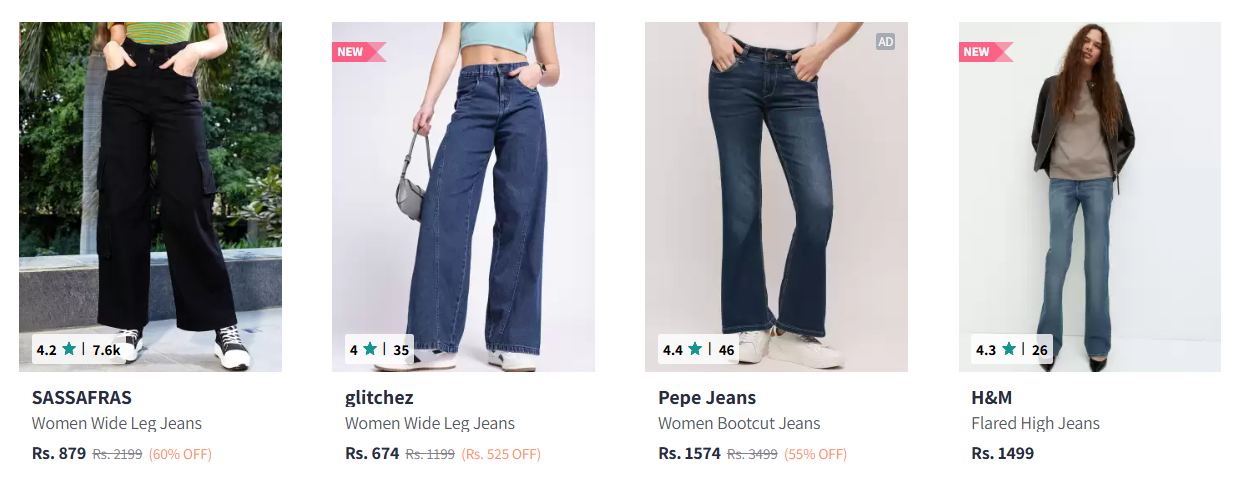 4.2 ★ | 7.6k
SASSAFRAS
Women Wide Leg Jeans
Rs. 879 Rs. 2199 (60% OFF)
NEW
4 ★ | 35
glitchez
Women Wide Leg Jeans
Rs. 674 Rs. 1199 (Rs. 525 OFF)
AD
4.4 ★ | 46
Pepe Jeans
Women Bootcut Jeans
Rs. 1574 Rs. 3499 (55% OFF)
NEW
4.3 ★ | 26
H&M
Flared High Jeans
Rs. 1499